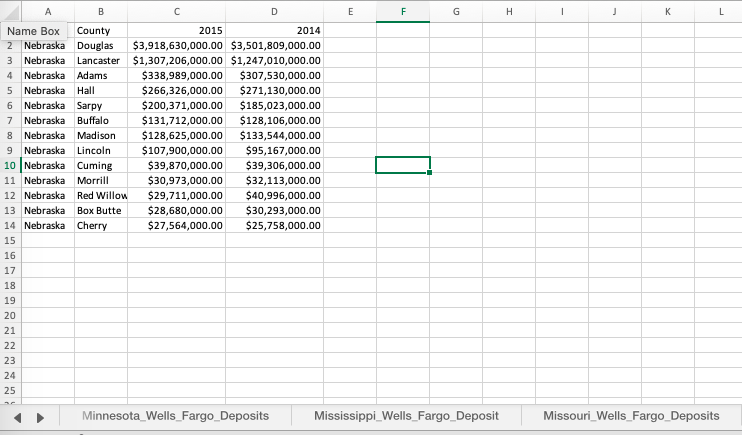 A B C D E F G H I J K L
Name Box County 2015 2014
2 Nebraska Douglas $3,918,630,000.00 $3,501,809,000.00
3 Nebraska Lancaster $1,307,206,000.00 $1,247,010,000.00
4 Nebraska Adams $338,989,000.00 $307,530,000.00
5 Nebraska Hall $266,326,000.00 $271,130,000.00
6 Nebraska Sarpy $200,371,000.00 $185,023,000.00
7 Nebraska Buffalo $131,712,000.00 $128,106,000.00
8 Nebraska Madison $128,625,000.00 $133,544,000.00
9 Nebraska Lincoln $107,900,000.00 $95,167,000.00
10 Nebraska Cuming $39,870,000.00 $39,306,000.00
11 Nebraska Morrill $30,973,000.00 $32,113,000.00
12 Nebraska Red Willow $29,711,000.00 $40,996,000.00
13 Nebraska Box Butte $28,680,000.00 $30,293,000.00
14 Nebraska Cherry $27,564,000.00 $25,758,000.00
15
16
17
18
19
20
21
22
23
24
25
Minnesota_Wells_Fargo_Deposits Mississippi_Wells_Fargo_Deposit Missouri_Wells_Fargo_Deposits